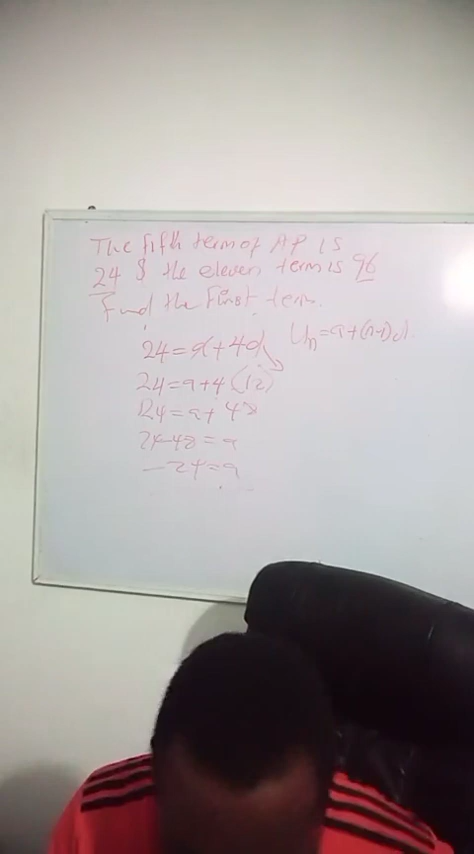 The fifth term of AP is
24 & the eleven term is 96
find the first term.
Un=a+(n-1)d.
24=a+4d
24=a+4(12)
24=a+48
24-48=a
-24=a